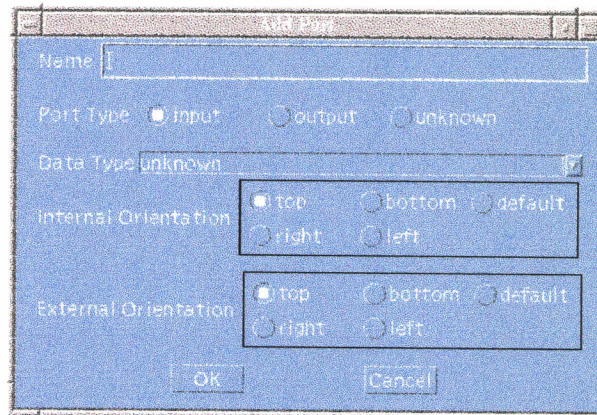 Add Port
Name
Port Type input output unknown
Data Type unknown
Internal Orientation top bottom default
right left
External Orientation top bottom default
right left
OK Cancel